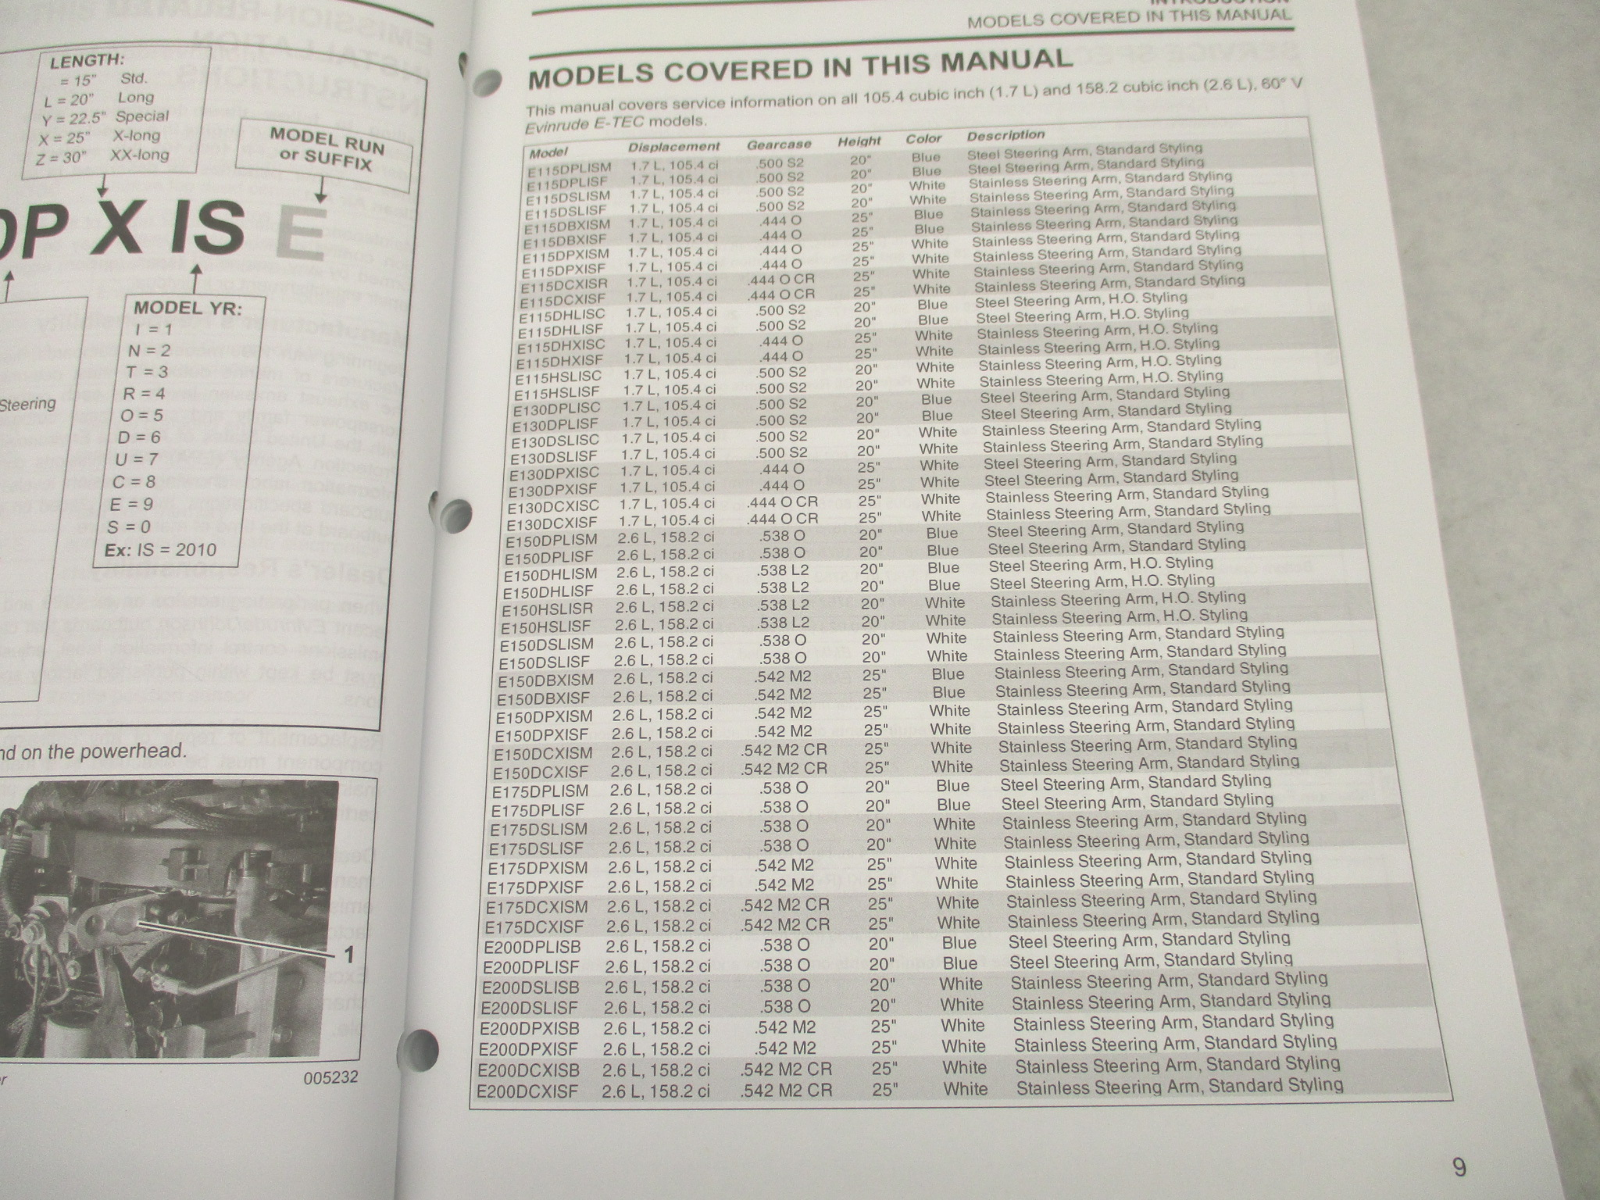 LENGTH:
= 15" Std.
L = 20" Long
Y = 22.5" Special
X = 25" X-long
Z = 30" XX-long
MODEL RUN
or SUFFIX
DP X IS E
MODEL YR:
I = 1
N = 2
T = 3
R = 4
O = 5
D = 6
U = 7
C = 8
E = 9
S = 0
Ex: IS = 2010
Steering
on the powerhead.
1
005232
INTRODUCTION
MODELS COVERED IN THIS MANUAL
MODELS COVERED IN THIS MANUAL
This manual covers service information on all 105.4 cubic inch (1.7 L) and 158.2 cubic inch (2.6 L), 60° V
Evinrude E-TEC models.
Model Displacement Gearcase Height Color Description
E115DPLISM 1.7 L, 105.4 ci .500 S2 20" Blue Steel Steering Arm, Standard Styling
E115DPLISF 1.7 L, 105.4 ci .500 S2 20" Blue Steel Steering Arm, Standard Styling
E115DSLISM 1.7 L, 105.4 ci .500 S2 20" White Stainless Steering Arm, Standard Styling
E115DSLISF 1.7 L, 105.4 ci .500 S2 20" White Stainless Steering Arm, Standard Styling
E115DBXISM 1.7 L, 105.4 ci .444 O 25" Blue Stainless Steering Arm, Standard Styling
E115DBXISF 1.7 L, 105.4 ci .444 O 25" Blue Stainless Steering Arm, Standard Styling
E115DPXISM 1.7 L, 105.4 ci .444 O 25" White Stainless Steering Arm, Standard Styling
E115DPXISF 1.7 L, 105.4 ci .444 O 25" White Stainless Steering Arm, Standard Styling
E115DCXISR 1.7 L, 105.4 ci .444 O CR 25" White Stainless Steering Arm, Standard Styling
E115DCXISF 1.7 L, 105.4 ci .444 O CR 25" White Stainless Steering Arm, Standard Styling
E115DHLISC 1.7 L, 105.4 ci .500 S2 20" Blue Steel Steering Arm, H.O. Styling
E115DHLISF 1.7 L, 105.4 ci .500 S2 20" Blue Steel Steering Arm, H.O. Styling
E115DHXISC 1.7 L, 105.4 ci .444 O 25" White Stainless Steering Arm, H.O. Styling
E115DHXISF 1.7 L, 105.4 ci .444 O 25" White Stainless Steering Arm, H.O. Styling
E115HSLISC 1.7 L, 105.4 ci .500 S2 20" White Stainless Steering Arm, H.O. Styling
E115HSLISF 1.7 L, 105.4 ci .500 S2 20" White Stainless Steering Arm, H.O. Styling
E130DPLISC 1.7 L, 105.4 ci .500 S2 20" Blue Steel Steering Arm, Standard Styling
E130DPLISF 1.7 L, 105.4 ci .500 S2 20" Blue Steel Steering Arm, Standard Styling
E130DSLISC 1.7 L, 105.4 ci .500 S2 20" White Stainless Steering Arm, Standard Styling
E130DSLISF 1.7 L, 105.4 ci .500 S2 20" White Stainless Steering Arm, Standard Styling
E130DPXISC 1.7 L, 105.4 ci .444 O 25" White Steel Steering Arm, Standard Styling
E130DPXISF 1.7 L, 105.4 ci .444 O 25" White Steel Steering Arm, Standard Styling
E130DCXISC 1.7 L, 105.4 ci .444 O CR 25" White Stainless Steering Arm, Standard Styling
E130DCXISF 1.7 L, 105.4 ci .444 O CR 25" White Stainless Steering Arm, Standard Styling
E150DPLISM 2.6 L, 158.2 ci .538 O 20" Blue Steel Steering Arm, Standard Styling
E150DPLISF 2.6 L, 158.2 ci .538 O 20" Blue Steel Steering Arm, Standard Styling
E150DHLISM 2.6 L, 158.2 ci .538 L2 20" Blue Steel Steering Arm, H.O. Styling
E150DHLISF 2.6 L, 158.2 ci .538 L2 20" Blue Steel Steering Arm, H.O. Styling
E150HSLISR 2.6 L, 158.2 ci .538 L2 20" White Stainless Steering Arm, H.O. Styling
E150HSLISF 2.6 L, 158.2 ci .538 L2 20" White Stainless Steering Arm, H.O. Styling
E150DSLISM 2.6 L, 158.2 ci .538 O 20" White Stainless Steering Arm, Standard Styling
E150DSLISF 2.6 L, 158.2 ci .538 O 20" White Stainless Steering Arm, Standard Styling
E150DBXISM 2.6 L, 158.2 ci .542 M2 25" Blue Stainless Steering Arm, Standard Styling
E150DBXISF 2.6 L, 158.2 ci .542 M2 25" Blue Stainless Steering Arm, Standard Styling
E150DPXISM 2.6 L, 158.2 ci .542 M2 25" White Stainless Steering Arm, Standard Styling
E150DPXISF 2.6 L, 158.2 ci .542 M2 25" White Stainless Steering Arm, Standard Styling
E150DCXISM 2.6 L, 158.2 ci .542 M2 CR 25" White Stainless Steering Arm, Standard Styling
E150DCXISF 2.6 L, 158.2 ci .542 M2 CR 25" White Stainless Steering Arm, Standard Styling
E175DPLISM 2.6 L, 158.2 ci .538 O 20" Blue Steel Steering Arm, Standard Styling
E175DPLISF 2.6 L, 158.2 ci .538 O 20" Blue Steel Steering Arm, Standard Styling
E175DSLISM 2.6 L, 158.2 ci .538 O 20" White Stainless Steering Arm, Standard Styling
E175DSLISF 2.6 L, 158.2 ci .538 O 20" White Stainless Steering Arm, Standard Styling
E175DPXISM 2.6 L, 158.2 ci .542 M2 25" White Stainless Steering Arm, Standard Styling
E175DPXISF 2.6 L, 158.2 ci .542 M2 25" White Stainless Steering Arm, Standard Styling
E175DCXISM 2.6 L, 158.2 ci .542 M2 CR 25" White Stainless Steering Arm, Standard Styling
E175DCXISF 2.6 L, 158.2 ci .542 M2 CR 25" White Stainless Steering Arm, Standard Styling
E200DPLISB 2.6 L, 158.2 ci .538 O 20" Blue Steel Steering Arm, Standard Styling
E200DPLISF 2.6 L, 158.2 ci .538 O 20" Blue Steel Steering Arm, Standard Styling
E200DSLISB 2.6 L, 158.2 ci .538 O 20" White Stainless Steering Arm, Standard Styling
E200DSLISF 2.6 L, 158.2 ci .538 O 20" White Stainless Steering Arm, Standard Styling
E200DPXISB 2.6 L, 158.2 ci .542 M2 25" White Stainless Steering Arm, Standard Styling
E200DPXISF 2.6 L, 158.2 ci .542 M2 25" White Stainless Steering Arm, Standard Styling
E200DCXISB 2.6 L, 158.2 ci .542 M2 CR 25" White Stainless Steering Arm, Standard Styling
E200DCXISF 2.6 L, 158.2 ci .542 M2 CR 25" White Stainless Steering Arm, Standard Styling
9